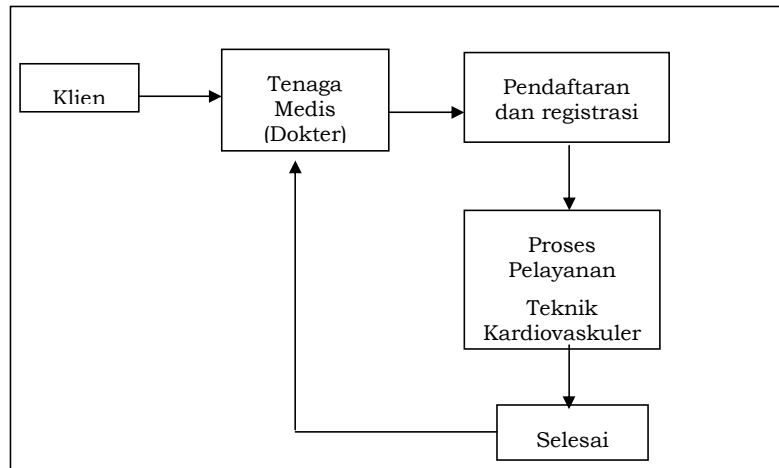 Klien
Tenaga
Medis
(Dokter)
Pendaftaran
dan registrasi
Proses
Pelayanan
Teknik
Kardiovaskuler
Selesai